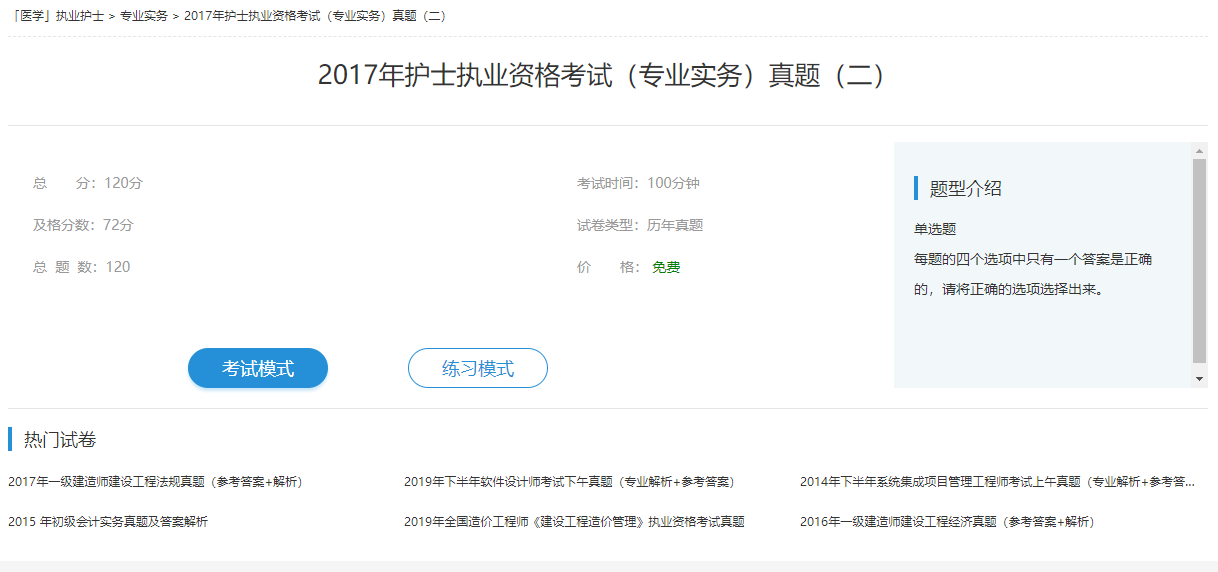 「医学」执业护士 > 专业实务 > 2017年护士执业资格考试（专业实务）真题（二）
2017年护士执业资格考试（专业实务）真题（二）
总 分：120分
考试时间：100分钟
及格分数：72分
试卷类型：历年真题
总 题 数：120
价 格： 免费
考试模式
练习模式
题型介绍
单选题
每题的四个选项中只有一个答案是正确
的，请将正确的选项选择出来。
热门试卷
2017年一级建造师建设工程法规真题（参考答案+解析）
2019年下半年软件设计师考试下午真题（专业解析+参考答案）
2014年下半年系统集成项目管理工程师考试上午真题（专业解析+参考答...
2015 年初级会计实务真题及答案解析
2019年全国造价工程师《建设工程造价管理》执业资格考试真题
2016年一级建造师建设工程经济真题（参考答案+解析）